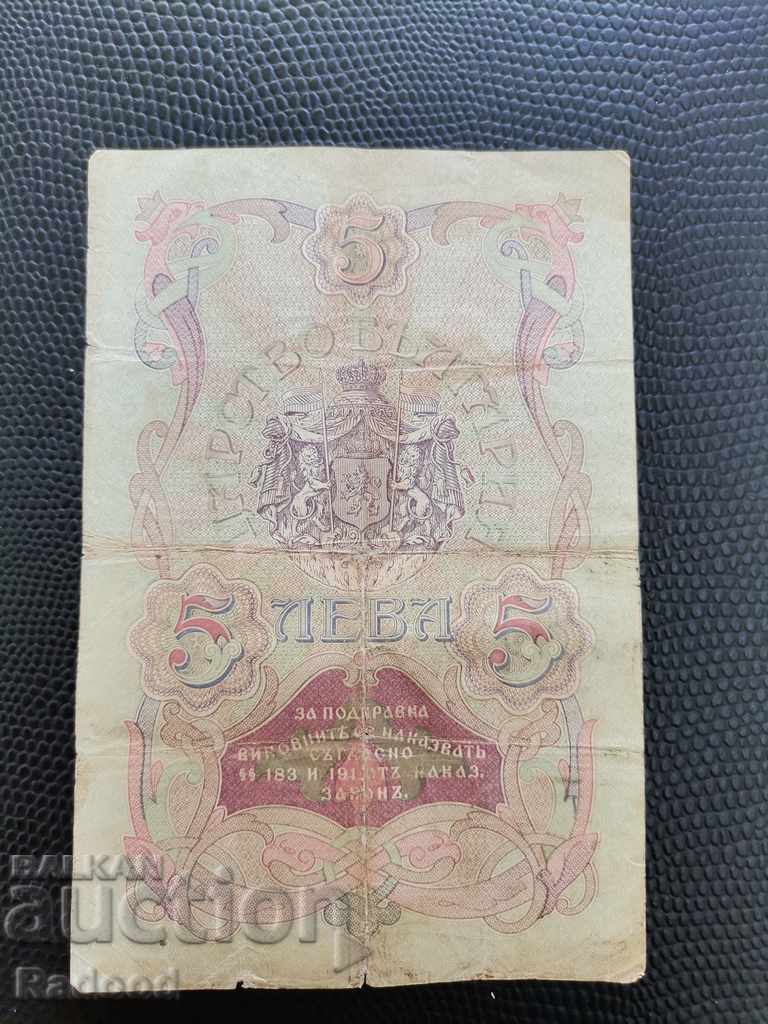 5
ЦАРСТВО БЪЛГАРИЯ
5 ЛЕВА 5
ЗА ПОДПРАВКА
ВИНОВНИТѢ СЕ НАКАЗВАТЪ
СЪГЛАСНО
§§ 183 И 191 ОТЪ НАКАЗ.
ЗАКОНЪ.
BALKAN
auction
Radood